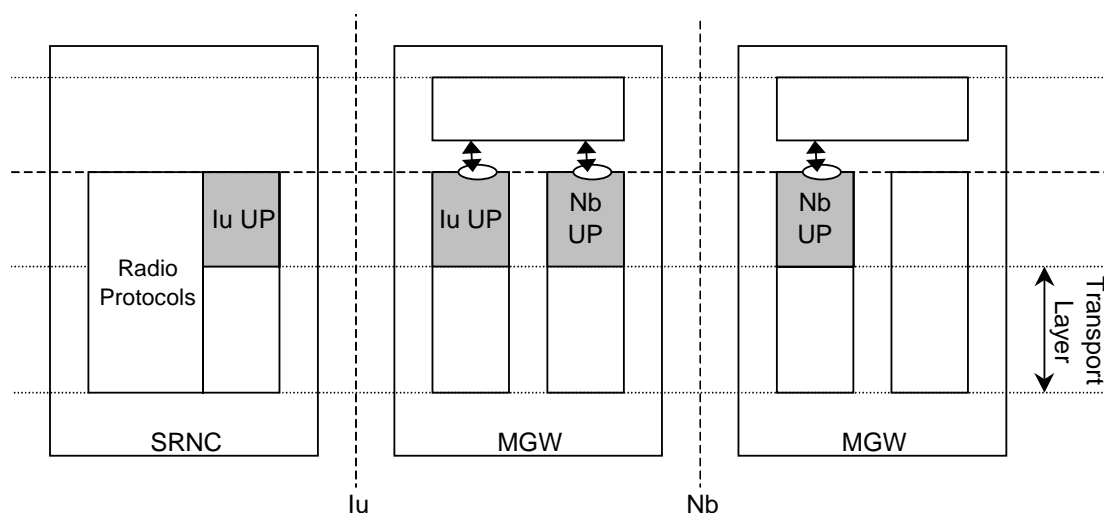 Iu UP
Radio
Protocols
Iu UP
Nb
UP
Nb
UP
Transport
Layer
SRNC
MGW
MGW
Iu
Nb